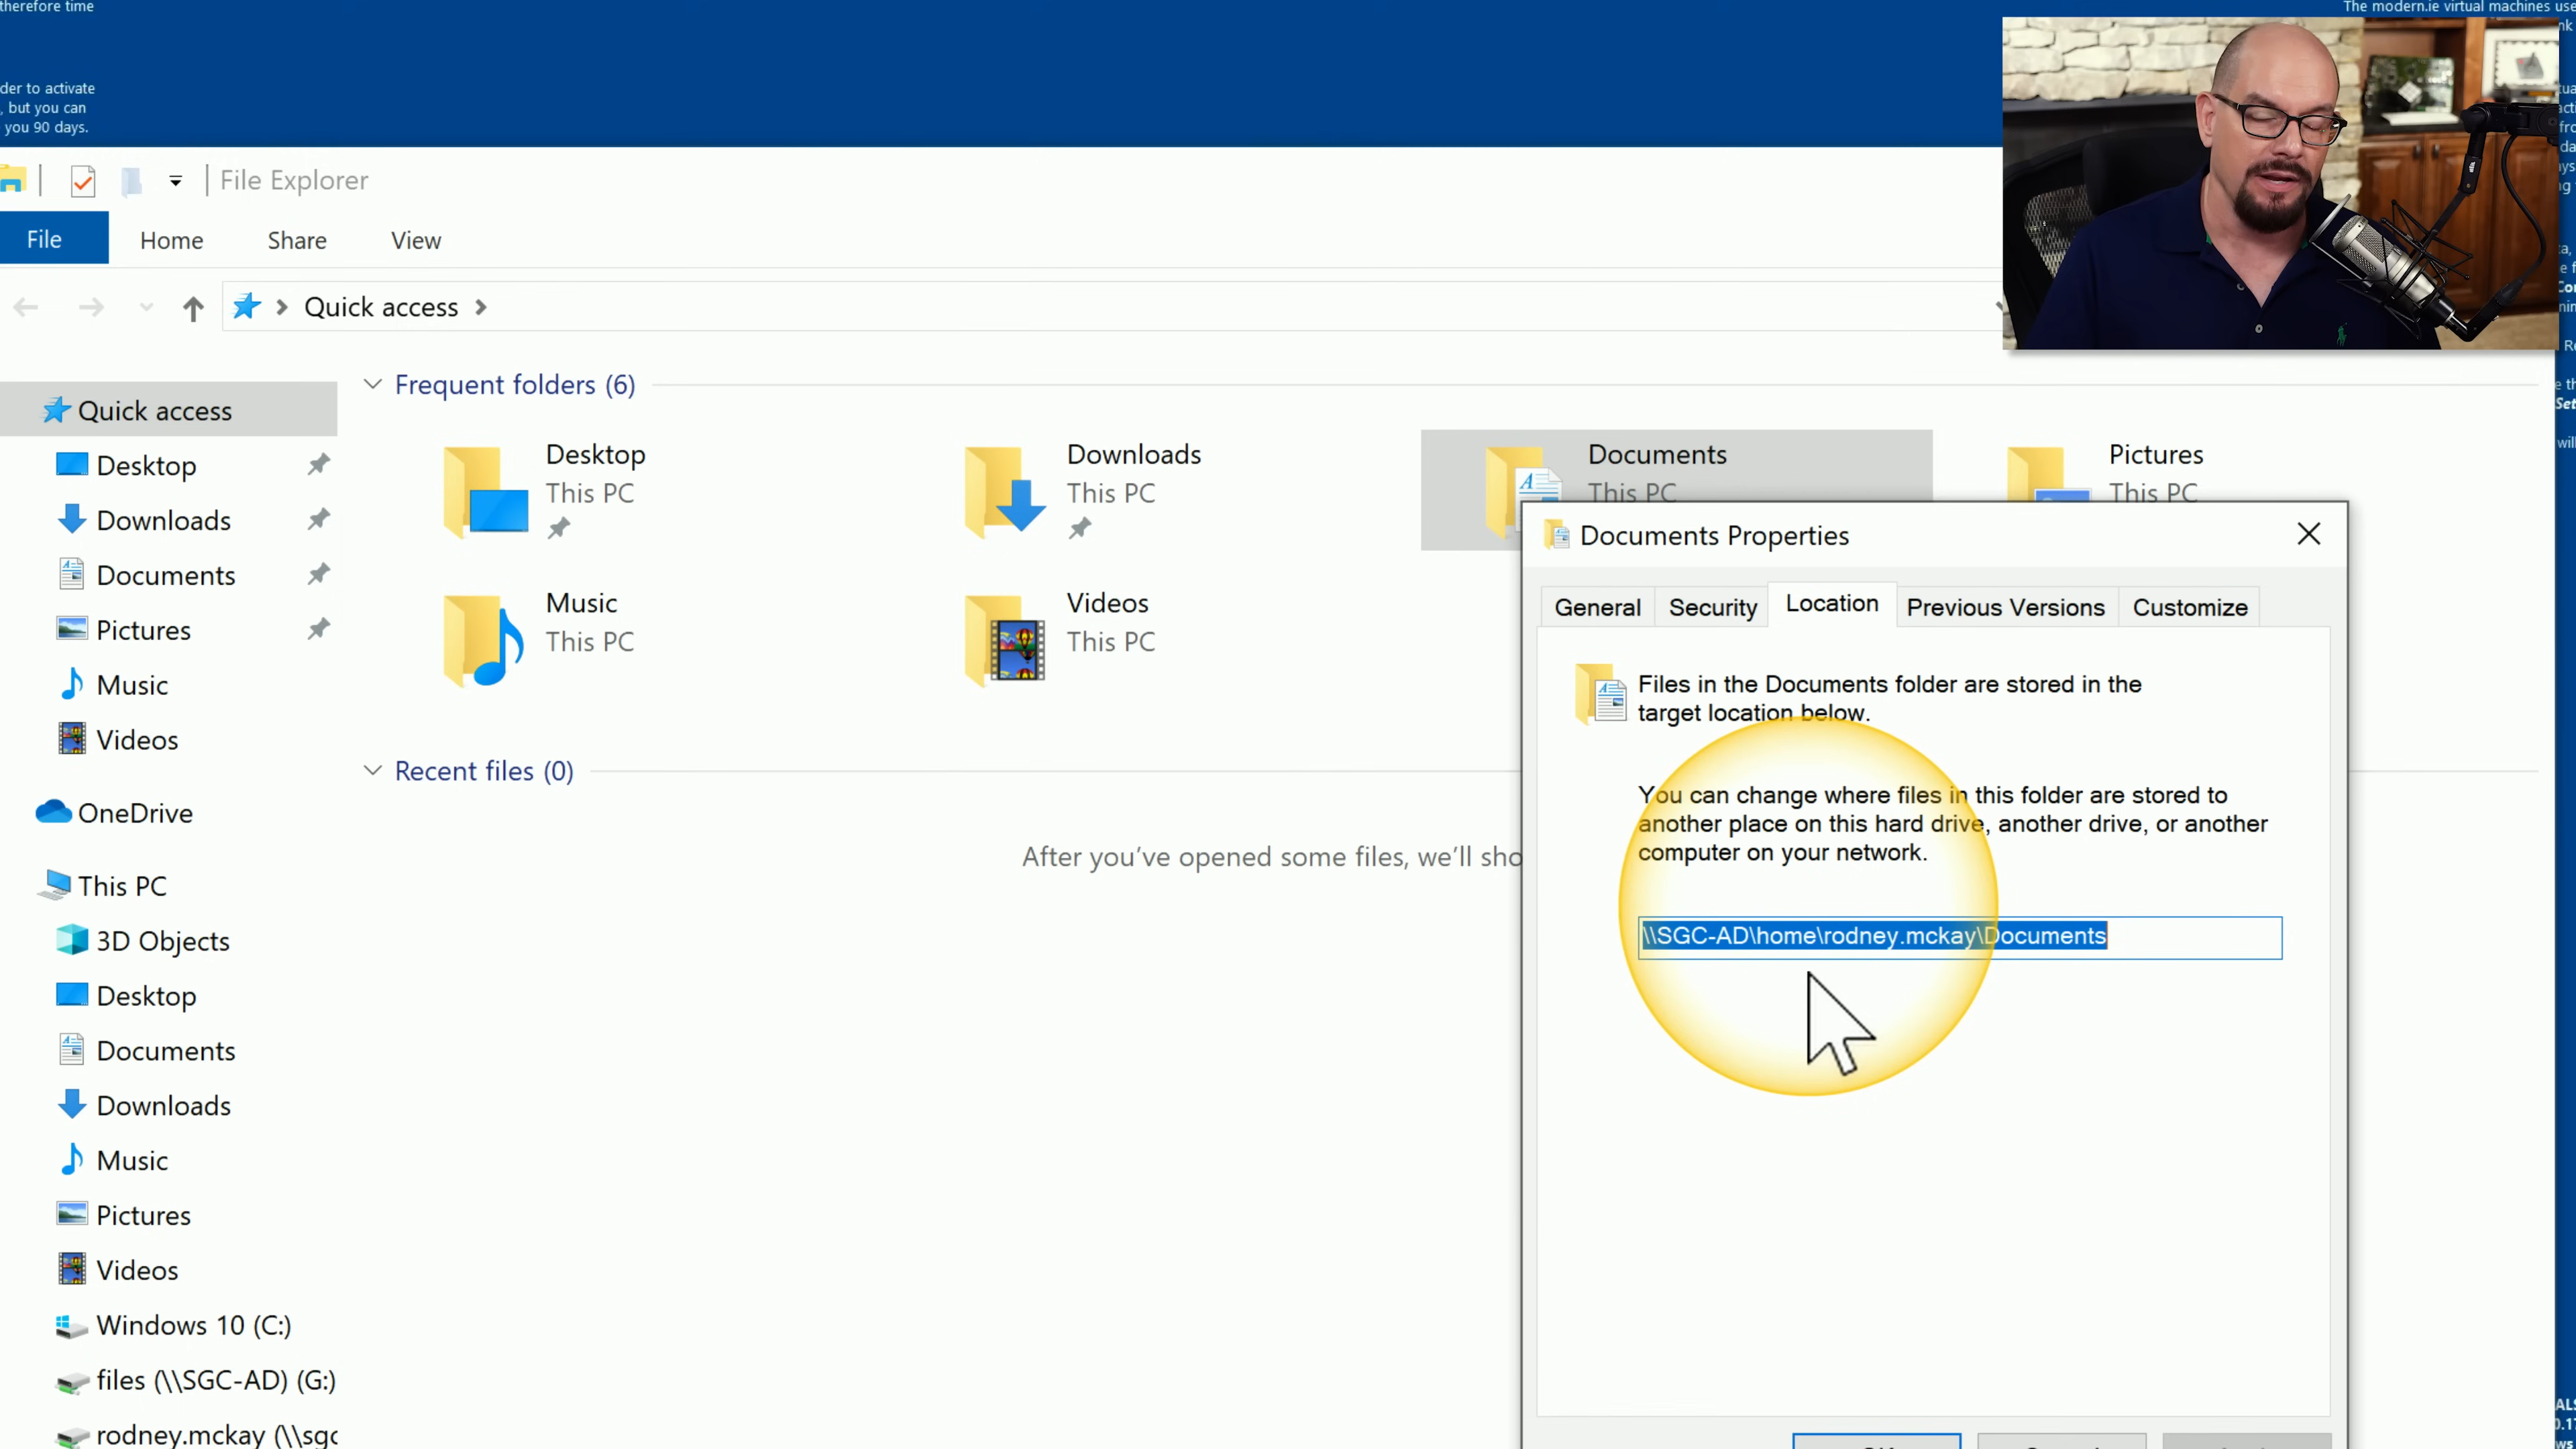 therefore time
The modern.ie virtual machines use
der to activate
, but you can
you 90 days.
File Explorer
File
Home
Share
View
Quick access
Frequent folders (6)
Quick access
Desktop
Downloads
Documents
Pictures
Music
Videos
OneDrive
This PC
3D Objects
Desktop
Documents
Downloads
Music
Pictures
Videos
Windows 10 (C:)
files (\\SGC-AD) (G:)
rodney.mckay (\\sgc
Desktop
This PC
Downloads
This PC
Documents
This PC
Pictures
This PC
Music
This PC
Videos
This PC
Recent files (0)
After you've opened some files, we'll sho
Documents Properties
General
Security
Location
Previous Versions
Customize
Files in the Documents folder are stored in the
target location below.
You can change where files in this folder are stored to
another place on this hard drive, another drive, or another
computer on your network.
\\SGC-AD\home\rodney.mckay\Documents